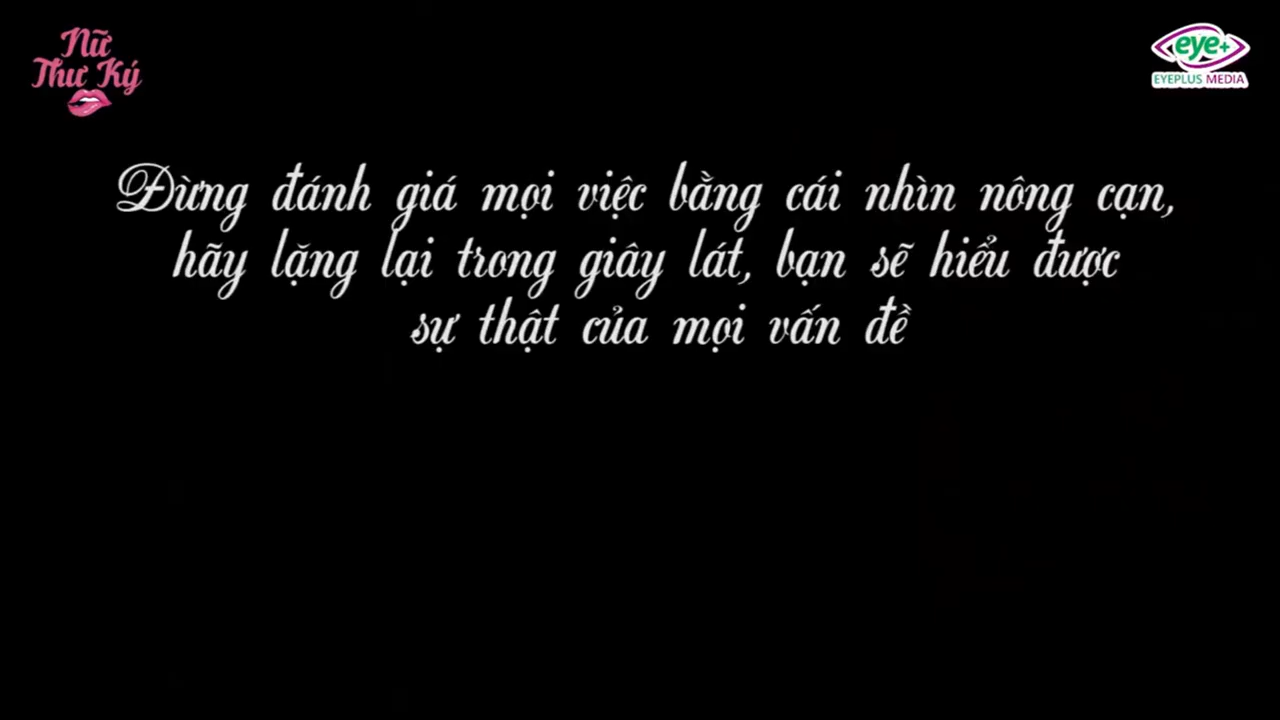 Nữ
Thư Ký
eye+
EYEPLUS MEDIA
Đừng đánh giá mọi việc bằng cái nhìn nông cạn,
hãy lặng lại trong giây lát, bạn sẽ hiểu được
sự thật của mọi vấn đề